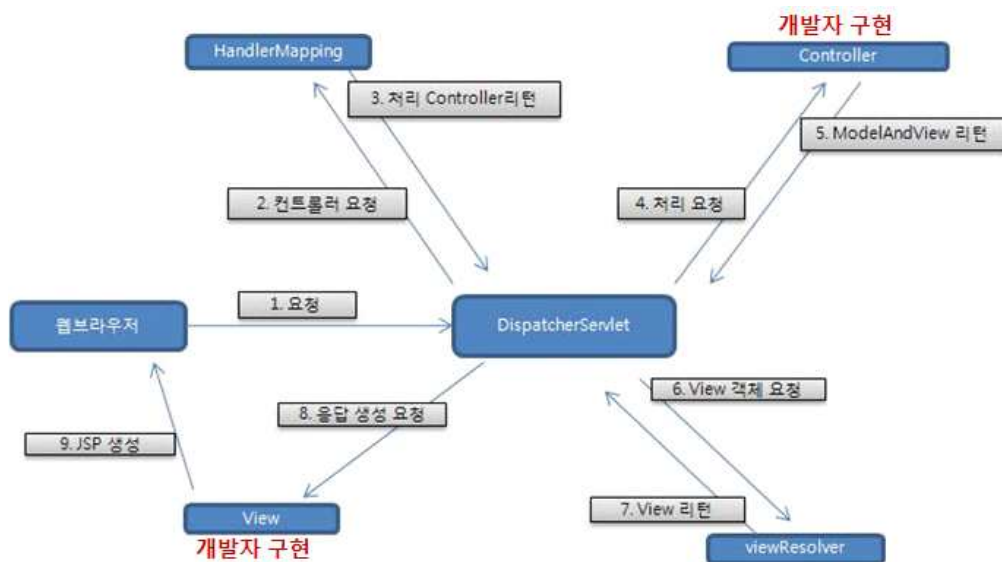 개발자 구현
HandlerMapping
Controller
3. 처리 Controller리턴
5. ModelAndView 리턴
2. 컨트롤러 요청
4. 처리 요청
1. 요청
웹브라우저
DispatcherServlet
6. View 객체 요청
8. 응답 생성 요청
9. JSP 생성
7. View 리턴
View
개발자 구현
viewResolver